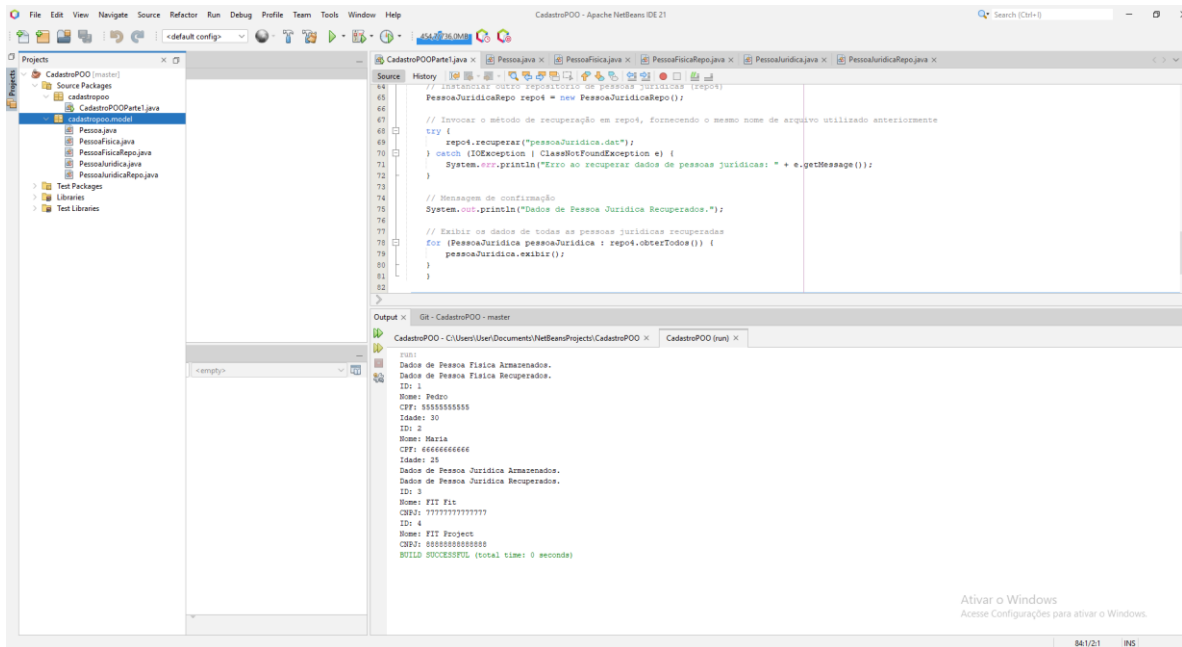 File Edit View Navigate Source Refactor Run Debug Profile Team Tools Window Help
CadastroPOO - Apache NetBeans IDE 21
Search (Ctrl+I)
<default config>
Projects
CadastroPOO [master]
Source Packages
cadastropoo
CadastroPOOParte1.java
cadastropoo.model
Pessoa.java
PessoaFisica.java
PessoaFisicaRepo.java
PessoaJuridica.java
PessoaJuridicaRepo.java
Test Packages
Libraries
Test Libraries
Projects
<empty>
CadastroPOOParte1.java Pessoa.java PessoaFisica.java PessoaFisicaRepo.java PessoaJuridica.java PessoaJuridicaRepo.java
Source History
64 // Instanciar outro repositório de pessoas jurídicas (repo4)
65 PessoaJuridicaRepo repo4 = new PessoaJuridicaRepo();
66
67 // Invocar o método de recuperação em repo4, fornecendo o mesmo nome de arquivo utilizado anteriormente
68 try {
69 repo4.recuperar("pessoaJuridica.dat");
70 } catch (IOException | ClassNotFoundException e) {
71 System.err.println("Erro ao recuperar dados de pessoas jurídicas: " + e.getMessage());
72 }
73
74 // Mensagem de confirmação
75 System.out.println("Dados de Pessoa Juridica Recuperados.");
76
77 // Exibir os dados de todas as pessoas jurídicas recuperadas
78 for (PessoaJuridica pessoaJuridica : repo4.obterTodos()) {
79 pessoaJuridica.exibir();
80 }
81 }
82
Output Git - CadastroPOO - master
CadastroPOO - C:\Users\User\Documents\NetBeansProjects\CadastroPOO CadastroPOO (run)
run:
Dados de Pessoa Fisica Armazenados.
Dados de Pessoa Fisica Recuperados.
ID: 1
Nome: Pedro
CPF: 55555555555
Idade: 30
ID: 2
Nome: Maria
CPF: 66666666666
Idade: 25
Dados de Pessoa Juridica Armazenados.
Dados de Pessoa Juridica Recuperados.
ID: 3
Nome: FIT Fit
CNPJ: 77777777777777
ID: 4
Nome: FIT Project
CNPJ: 88888888888888
BUILD SUCCESSFUL (total time: 0 seconds)
Ativar o Windows
Acesse Configurações para ativar o Windows.
84:1/2:1 INS